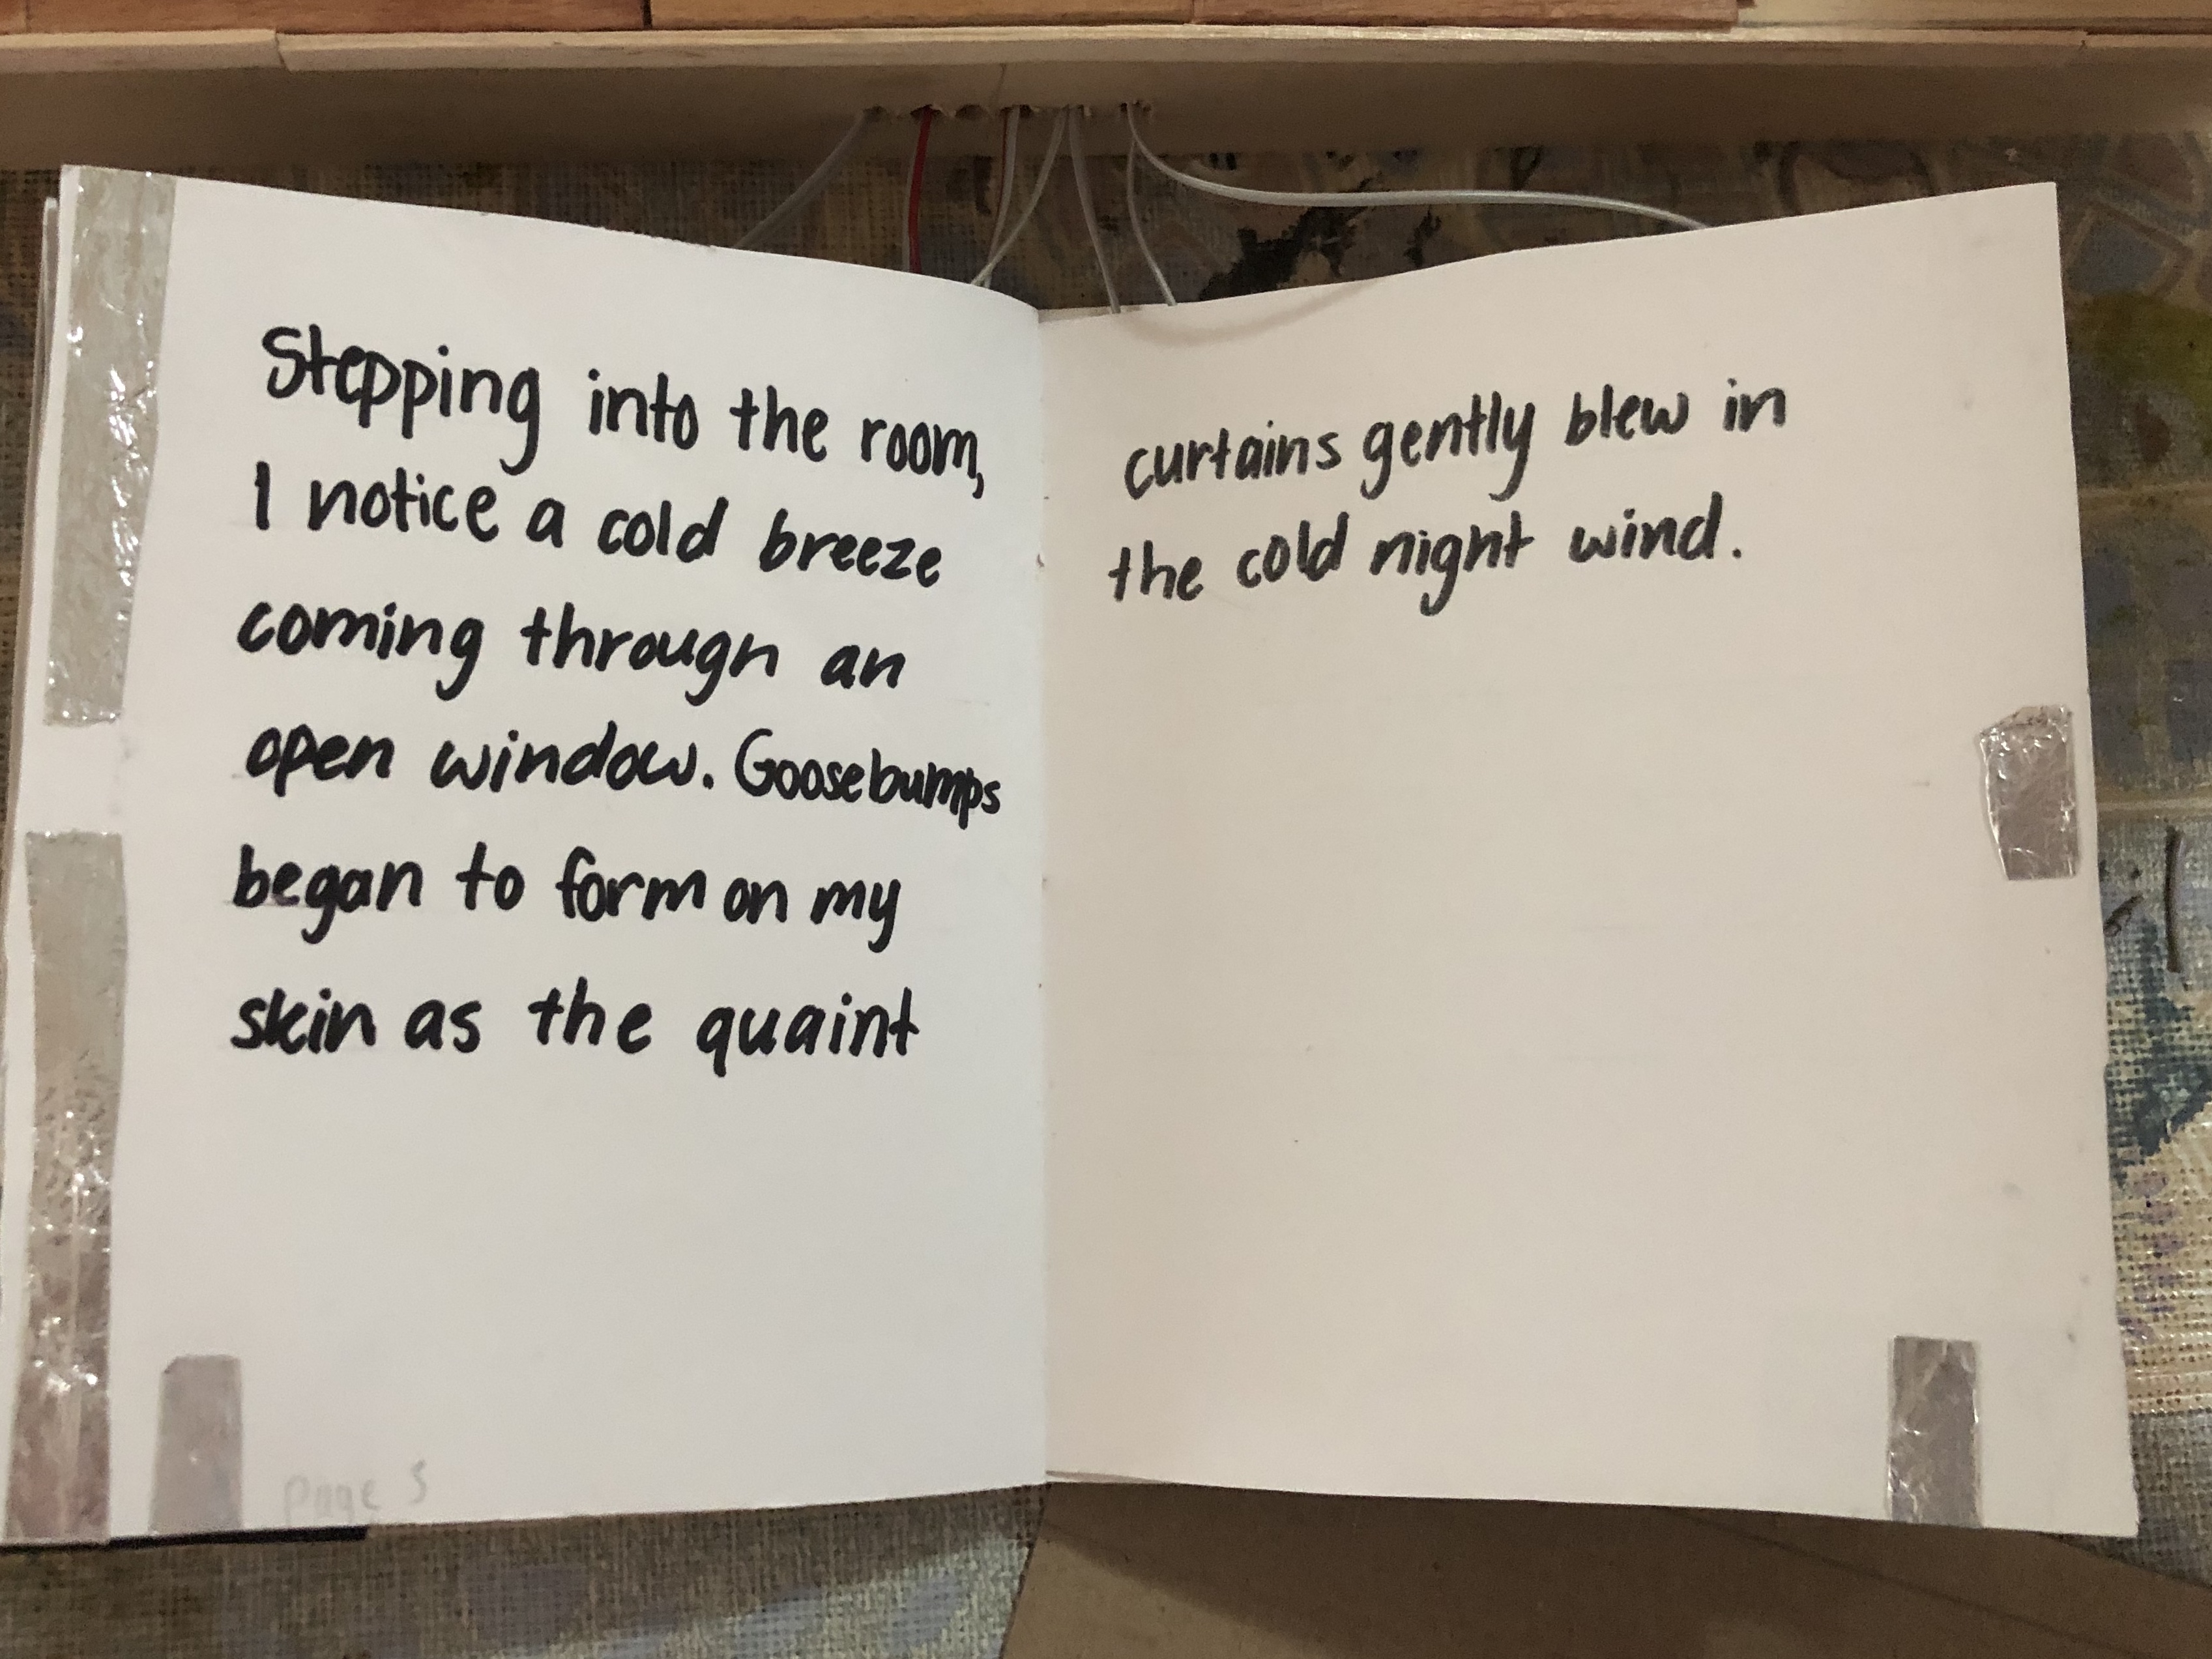 Stepping into the room,
I notice a cold breeze
coming through an
open window. Goosebumps
began to form on my
skin as the quaint
page 3
curtains gently blew in
the cold night wind.